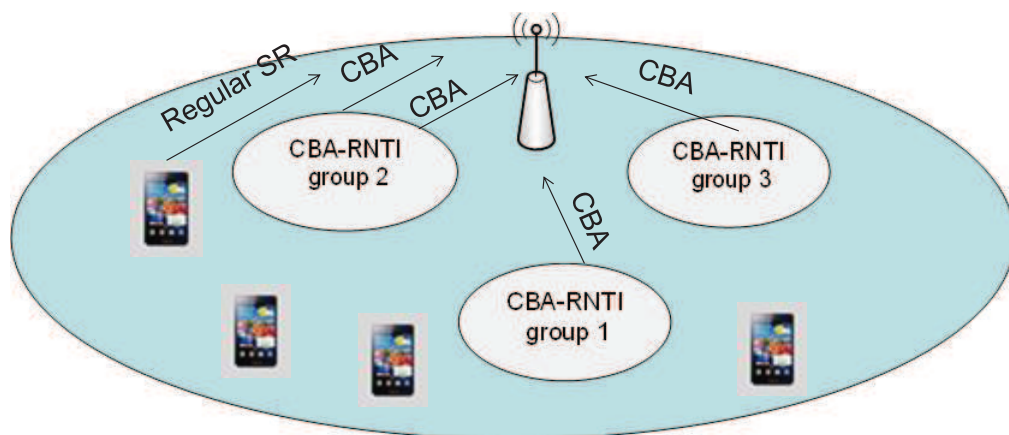 Regular SR
CBA
CBA
CBA
CBA-RNTI
group 2
CBA-RNTI
group 3
CBA
CBA-RNTI
group 1